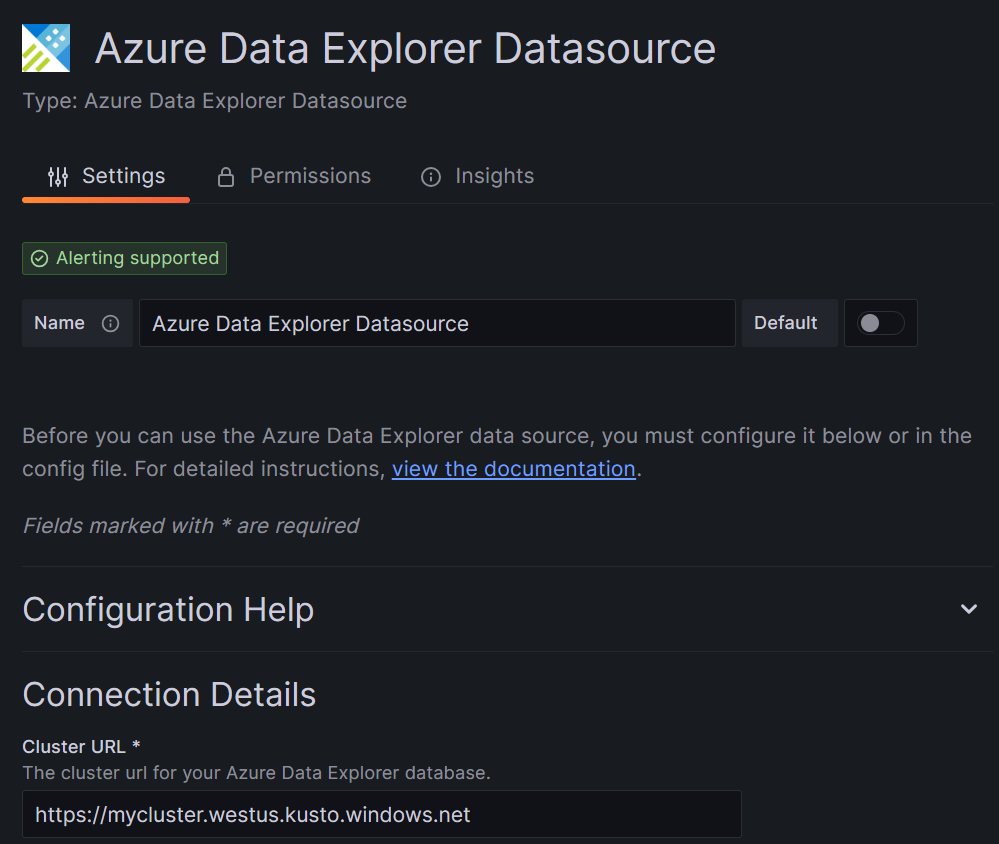 Azure Data Explorer Datasource
Type: Azure Data Explorer Datasource
Settings Permissions Insights
Alerting supported
Name Azure Data Explorer Datasource Default
Before you can use the Azure Data Explorer data source, you must configure it below or in the
config file. For detailed instructions, view the documentation.
Fields marked with * are required
Configuration Help
Connection Details
Cluster URL *
The cluster url for your Azure Data Explorer database.
https://mycluster.westus.kusto.windows.net